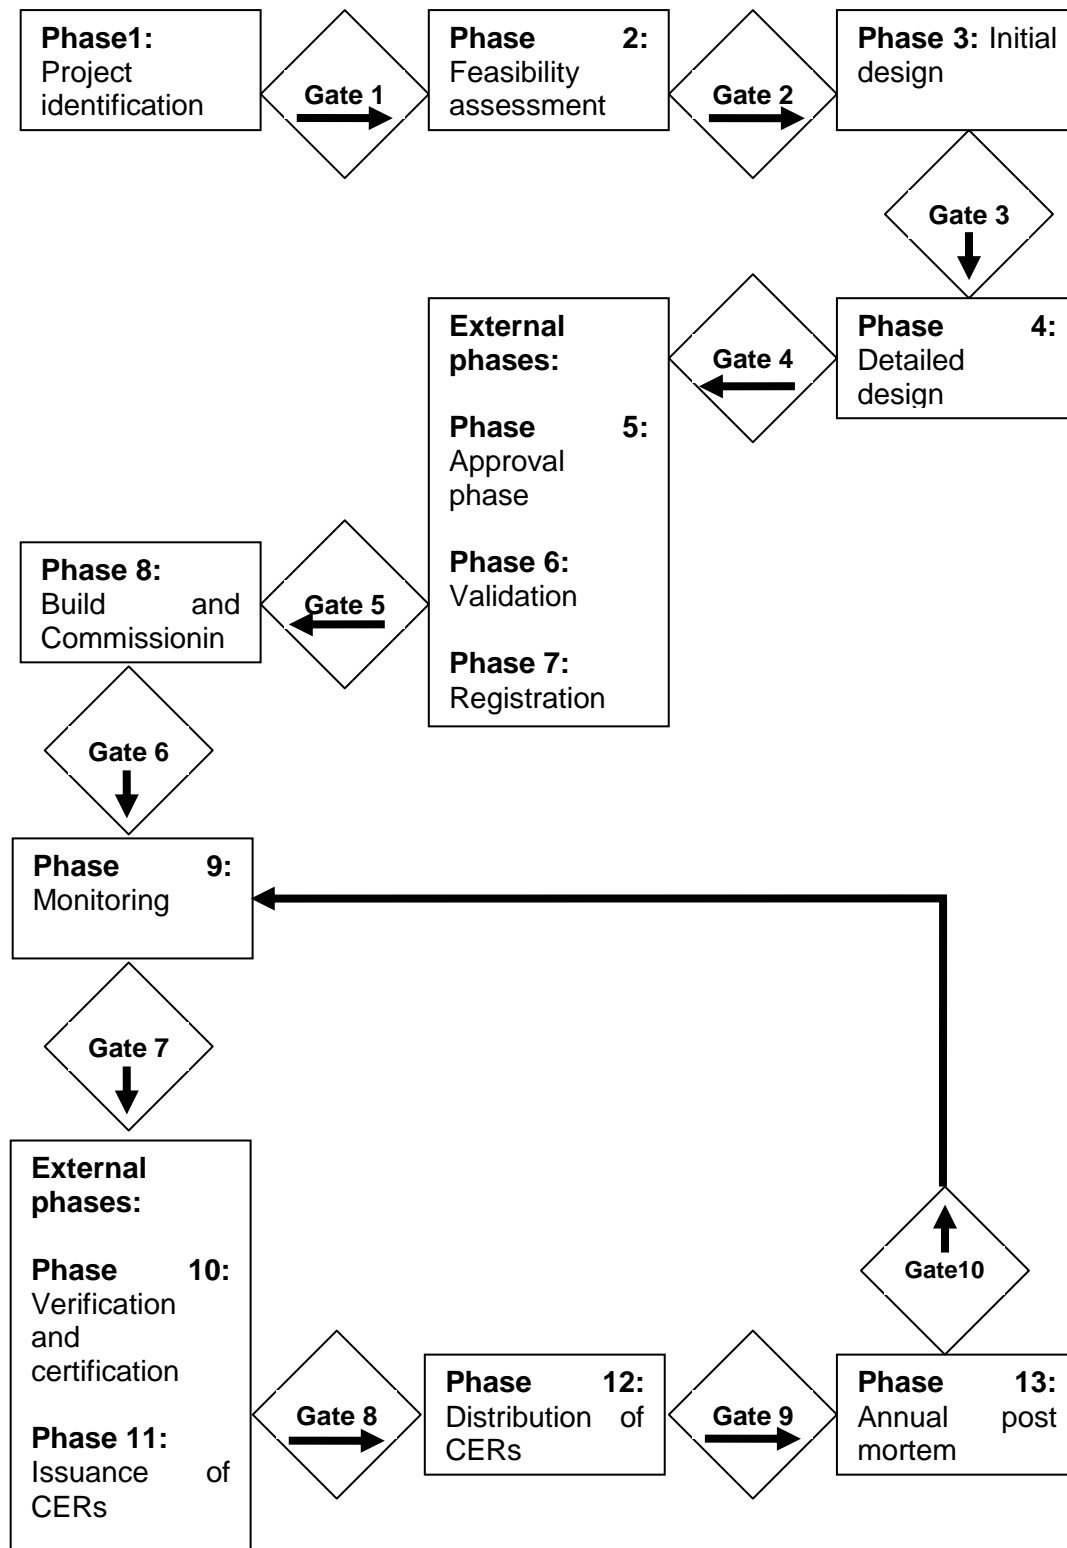 Phase1:
Project
identification
Gate 1
Phase 2:
Feasibility
assessment
Gate 2
Phase 3: Initial
design
Gate 3
Phase 4:
Detailed
design
Gate 4
External
phases:
Phase 5:
Approval
phase
Phase 6:
Validation
Phase 7:
Registration
Gate 5
Phase 8:
Build and
Commissionin
Gate 6
Phase 9:
Monitoring
Gate 7
External
phases:
Phase 10:
Verification
and
certification
Phase 11:
Issuance of
CERs
Gate 8
Phase 12:
Distribution of
CERs
Gate 9
Phase 13:
Annual post
mortem
Gate10